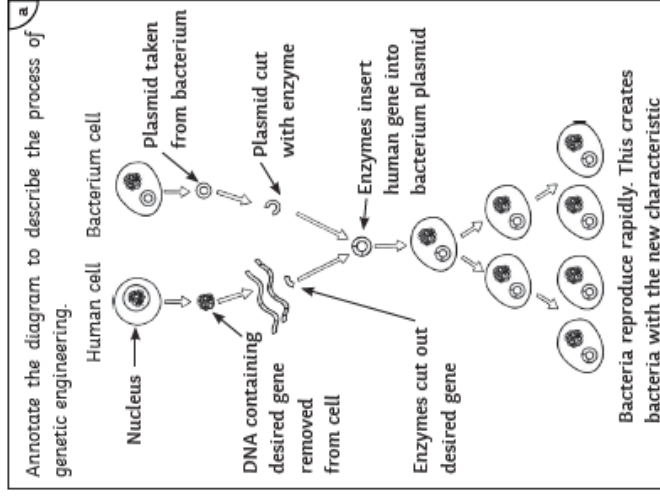 a
Annotate the diagram to describe the process of
genetic engineering.
Human cell
Bacterium cell
Nucleus
Plasmid taken
from bacterium
DNA containing
desired gene
removed
from cell
Plasmid cut
with enzyme
Enzymes cut out
desired gene
Enzymes insert
human gene into
bacterium plasmid
Bacteria reproduce rapidly. This creates
bacteria with the new characteristic